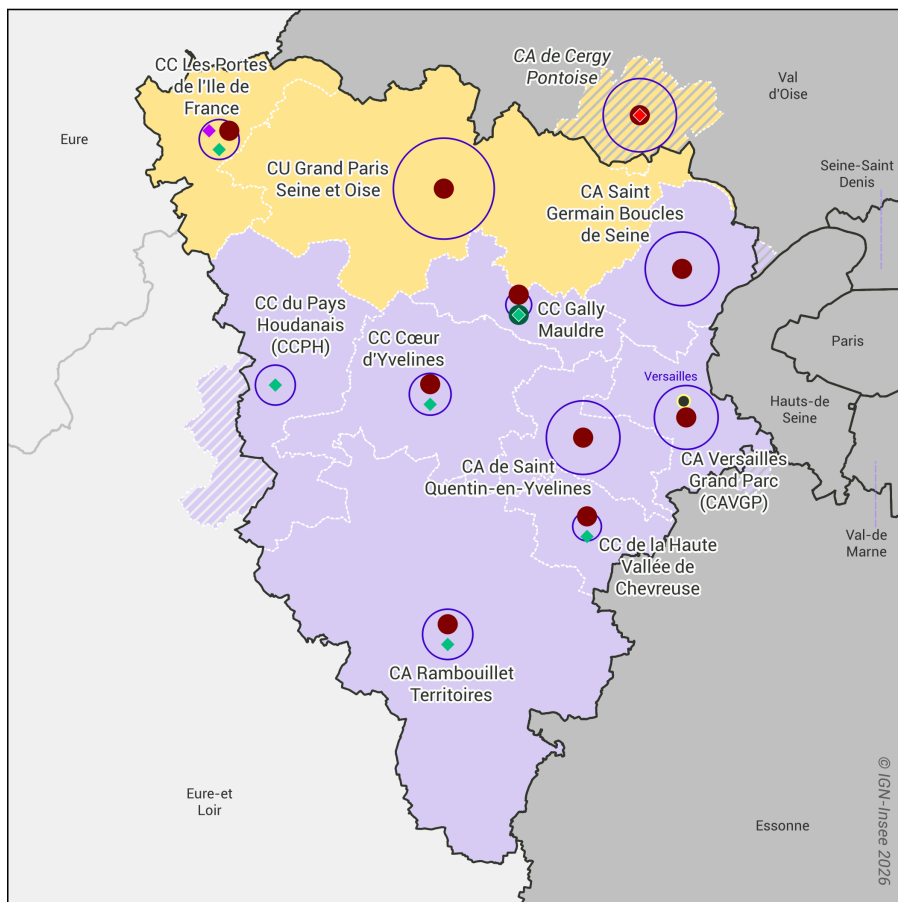 CC Les Portes
de l'Ile de
France
CA de Cergy
Pontoise
Val
d'Oise
Eure
CU Grand Paris
Seine et Oise
CA Saint
Germain Boucles
de Seine
Seine-Saint
Denis
CC du Pays
Houdanais
(CCPH)
CC Cœur
d'Yvelines
CC Gally
Mauldre
Paris
Versailles
Hauts-de
Seine
CA de Saint
Quentin-en-Yvelines
CA Versailles
Grand Parc
(CAVGP)
CC de la Haute
Vallée de
Chevreuse
Val-de
Marne
CA Rambouillet
Territoires
Eure-et
Loir
Essonne
© IGN-Insee 2026